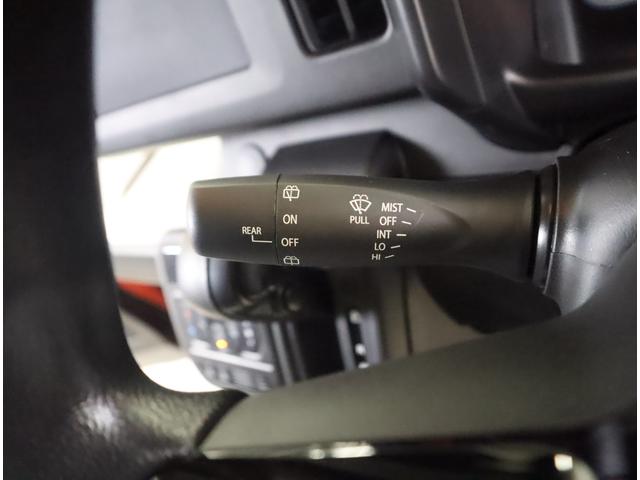 REAR
ON
OFF
PULL
MIST
OFF
INT
LO
HI